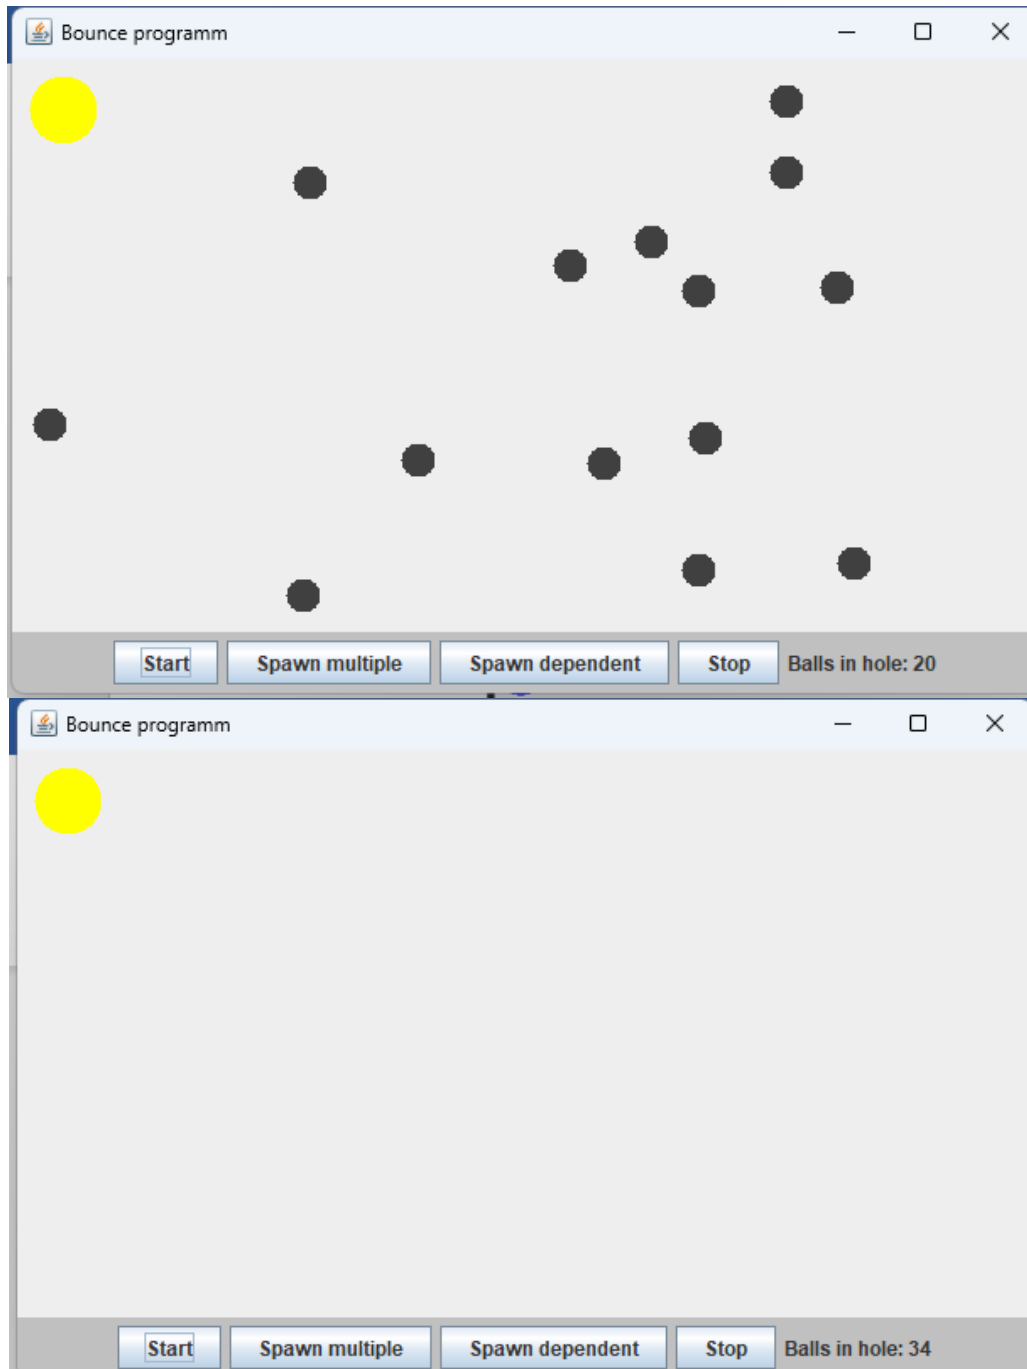 Bounce programm
Start Spawn multiple Spawn dependent Stop Balls in hole: 20
Bounce programm
Start Spawn multiple Spawn dependent Stop Balls in hole: 34